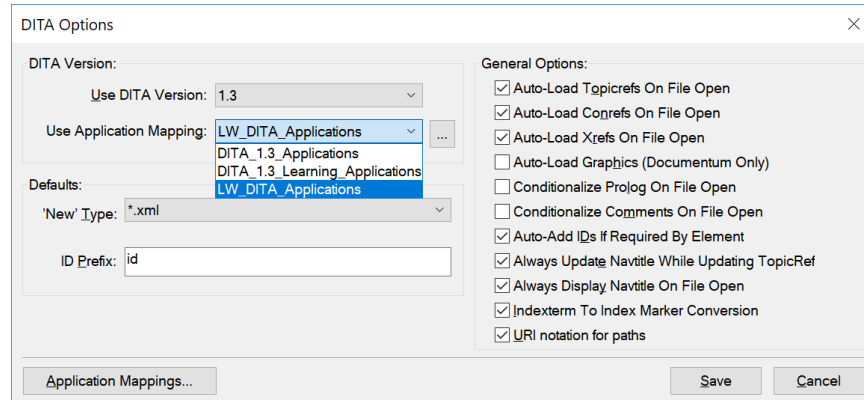 DITA Options
DITA Version:
Use DITA Version: 1.3
Use Application Mapping: LW_DITA_Applications ...
DITA_1.3_Applications
DITA_1.3_Learning_Applications
LW_DITA_Applications
Defaults:
'New' Type: *.xml
ID Prefix: id
General Options:
Auto-Load Topicrefs On File Open
Auto-Load Conrefs On File Open
Auto-Load Xrefs On File Open
Auto-Load Graphics (Documentum Only)
Conditionalize Prolog On File Open
Conditionalize Comments On File Open
Auto-Add IDs If Required By Element
Always Update Navtitle While Updating TopicRef
Always Display Navtitle On File Open
Indexterm To Index Marker Conversion
URI notation for paths
Application Mappings... Save Cancel